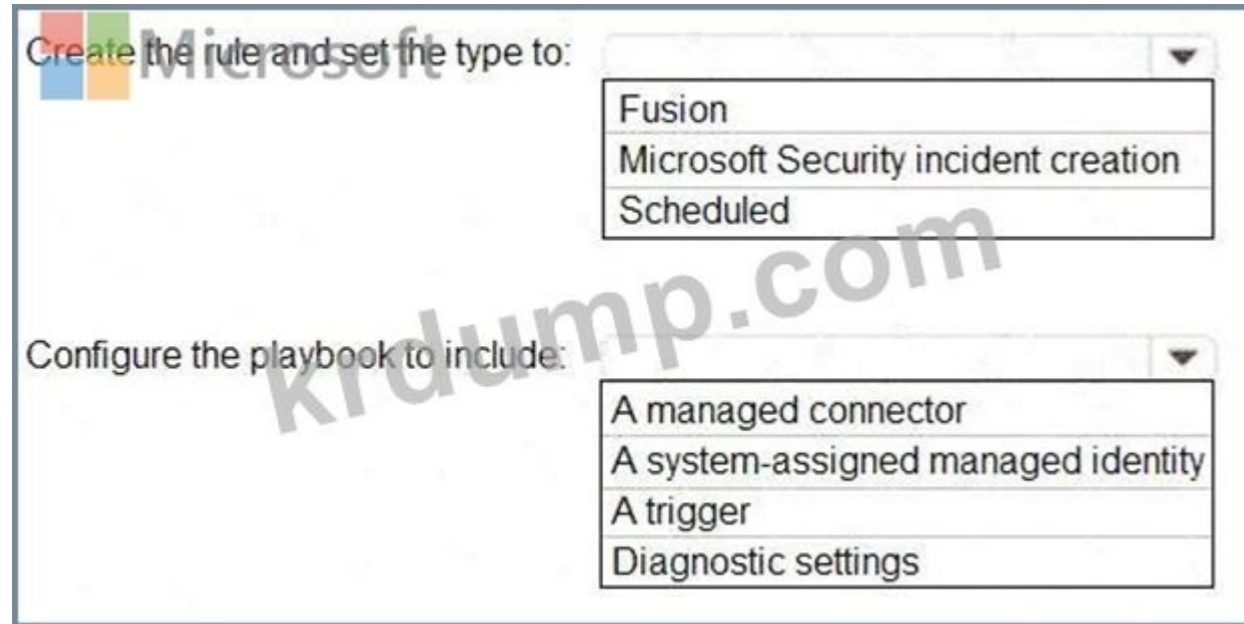 Microsoft
Create the rule and set the type to:
Fusion
Microsoft Security incident creation
Scheduled
krdump.com
Configure the playbook to include:
A managed connector
A system-assigned managed identity
A trigger
Diagnostic settings